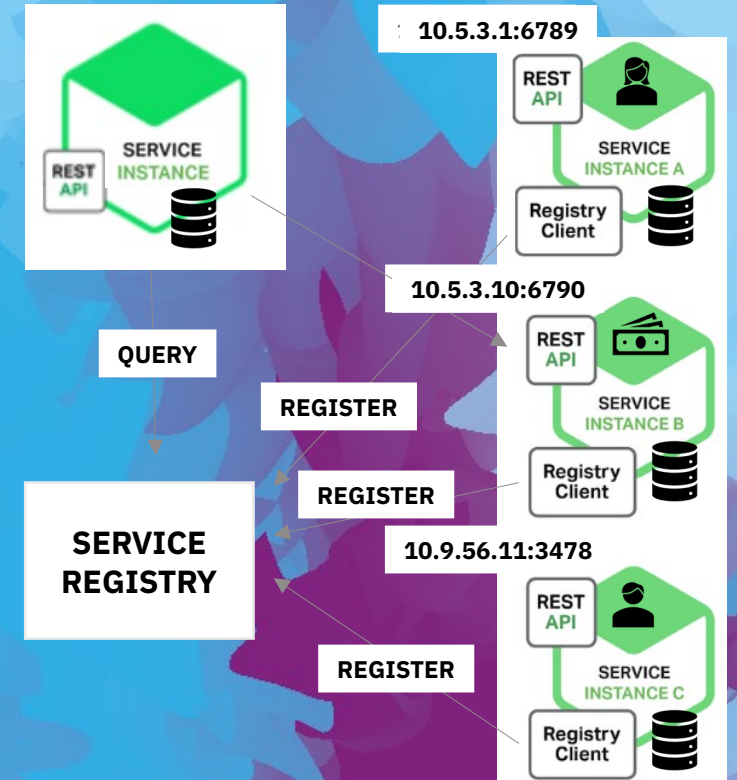 10.5.3.1:6789
REST
API
SERVICE
INSTANCE
REST
API
SERVICE
INSTANCE A
Registry
Client
10.5.3.10:6790
QUERY
REST
API
SERVICE
INSTANCE B
REGISTER
Registry
Client
REGISTER
SERVICE
REGISTRY
10.9.56.11:3478
REST
API
SERVICE
INSTANCE C
REGISTER
Registry
Client